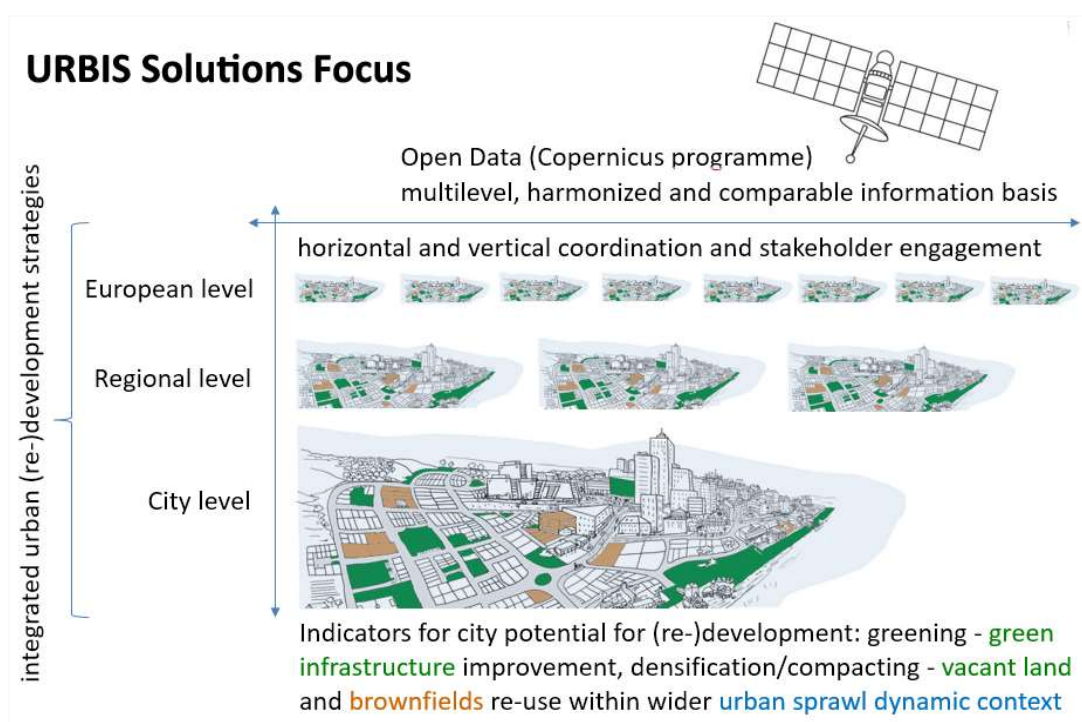 URBIS Solutions Focus
Open Data (Copernicus programme)
multilevel, harmonized and comparable information basis
integrated urban (re-)development strategies
horizontal and vertical coordination and stakeholder engagement
European level
Regional level
City level
Indicators for city potential for (re-)development: greening - green
infrastructure improvement, densification/compacting - vacant land
and brownfields re-use within wider urban sprawl dynamic context